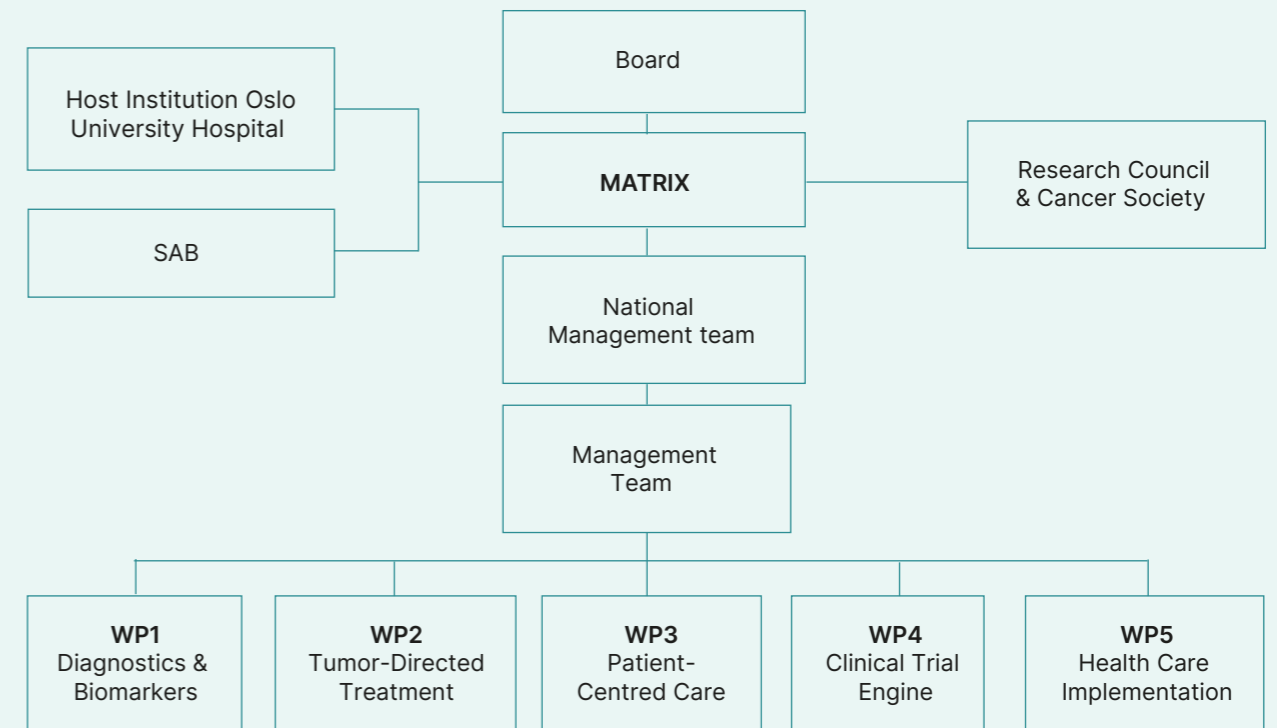 Board
Host Institution Oslo
University Hospital
MATRIX
Research Council
& Cancer Society
SAB
National
Management team
Management
Team
WP1
Diagnostics &
Biomarkers
WP2
Tumor-Directed
Treatment
WP3
Patient-
Centred Care
WP4
Clinical Trial
Engine
WP5
Health Care
Implementation